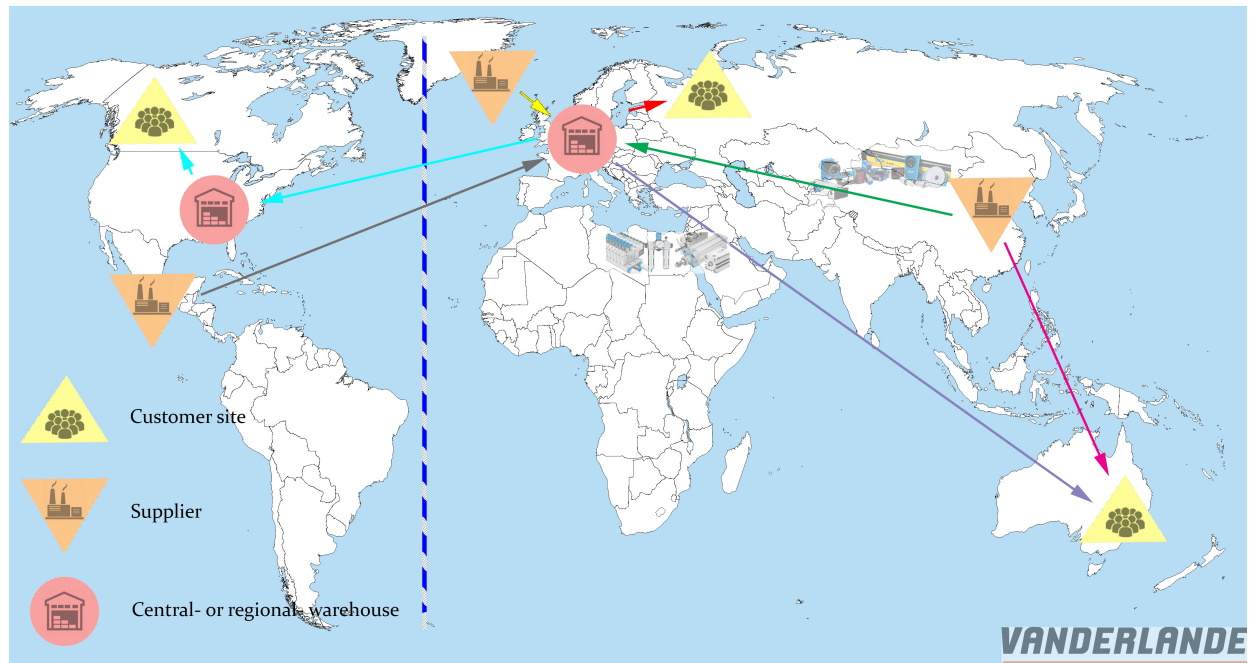 Customer site
Supplier
Central- or regional- warehouse
VANDERLANDE